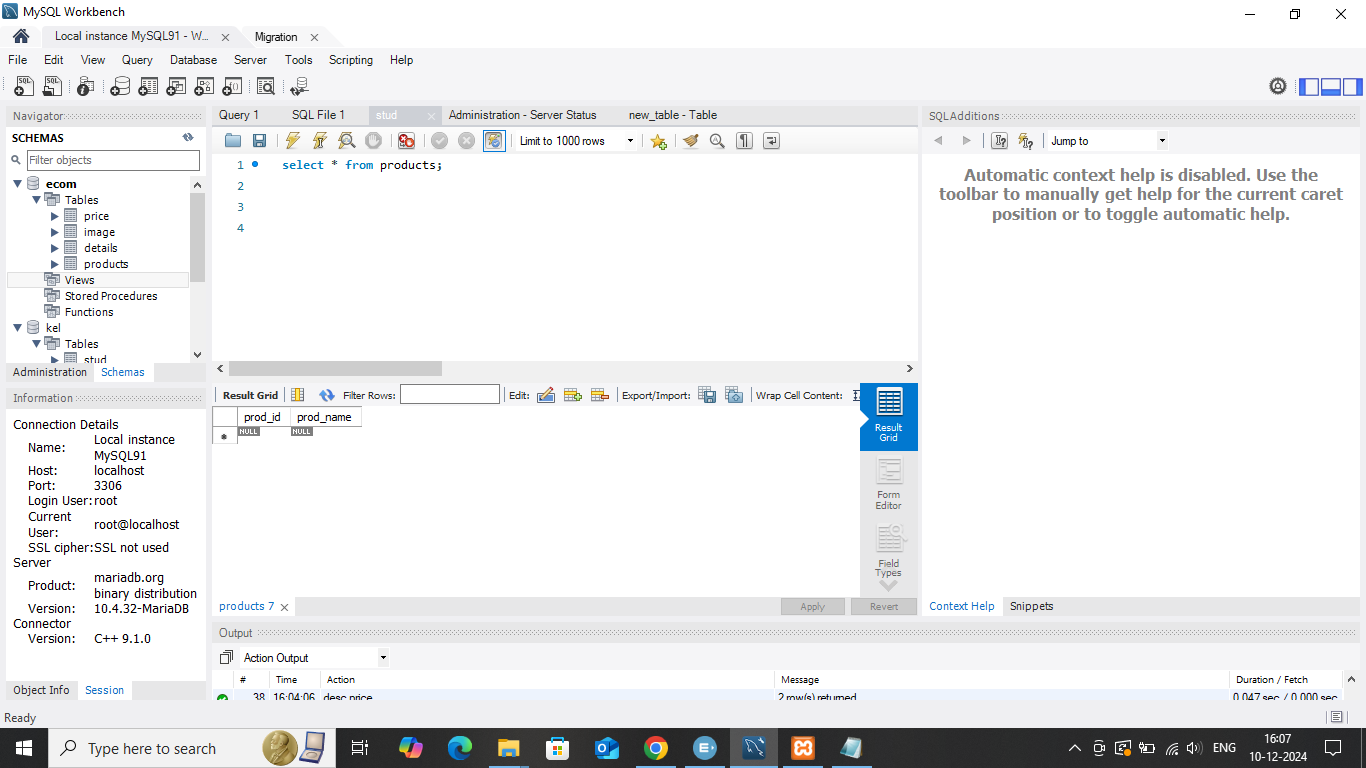 MySQL Workbench
Local instance MySQL91 - W...
Migration
File Edit View Query Database Server Tools Scripting Help
Navigator
SCHEMAS
Filter objects
ecom
Tables
price
image
details
products
Views
Stored Procedures
Functions
kel
Tables
stud
Administration Schemas
Information
Connection Details
Name: Local instance MySQL91
Host: localhost
Port: 3306
Login User: root
Current User: root@localhost
SSL cipher: SSL not used
Server
Product: mariadb.org binary distribution
Version: 10.4.32-MariaDB
Connector
Version: C++ 9.1.0
Object Info Session
Query 1 SQL File 1 stud Administration - Server Status new_table - Table
Limit to 1000 rows
1 select * from products;
2
3
4
Result Grid Filter Rows: Edit: Export/Import: Wrap Cell Content:
prod_id prod_name
NULL NULL
Result Grid
Form Editor
Field Types
products 7 Apply Revert
SQLAdditions
Jump to
Automatic context help is disabled. Use the
toolbar to manually get help for the current caret
position or to toggle automatic help.
Context Help Snippets
Output
Action Output
# Time Action Message Duration / Fetch
38 16:04:06 desc price 2 row(s) returned 0.047 sec / 0.000 sec
Ready
Type here to search
ENG
16:07
10-12-2024